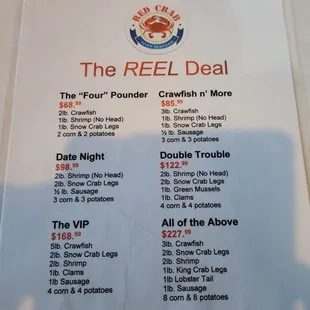 RED CRAB
JUICY SEAFOOD
The REEL Deal
The "Four" Pounder
$68.99
2lb. Crawfish
1lb. Shrimp (No Head)
1lb. Snow Crab Legs
2 corn & 2 potatoes
Crawfish n' More
$85.99
3lb. Crawfish
1lb. Shrimp (No Head)
1lb. Snow Crab Legs
½ lb. Sausage
3 corn & 3 potatoes
Date Night
$98.99
2lb. Shrimp (No Head)
2lb. Snow Crab Legs
½ lb. Sausage
3 corn & 3 potatoes
Double Trouble
$122.99
2lb. Shrimp (No Head)
2lb. Snow Crab Legs
1lb. Green Mussels
1lb. Clams
4 corn & 4 potatoes
The VIP
$168.99
5lb. Crawfish
2lb. Snow Crab Legs
2lb. Shrimp
1lb. Clams
1lb Sausage
4 corn & 4 potatoes
All of the Above
$227.99
3lb. Crawfish
2lb. Snow Crab Legs
2lb. Shrimp
1lb. King Crab Legs
1lb Lobster Tail
1lb. Sausage
8 corn & 8 potatoes